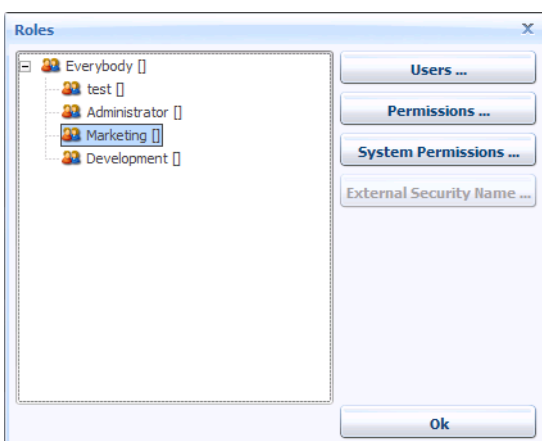 Roles
Everybody []
test []
Administrator []
Marketing []
Development []
Users ...
Permissions ...
System Permissions ...
External Security Name ...
Ok